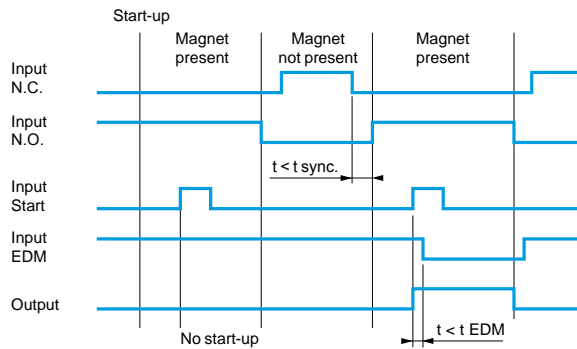 Start-up
Magnet
present
Magnet
not present
Magnet
present
Input
N.C.
Input
N.O.
t < t sync.
Input
Start
Input
EDM
Output
t < t EDM
No start-up